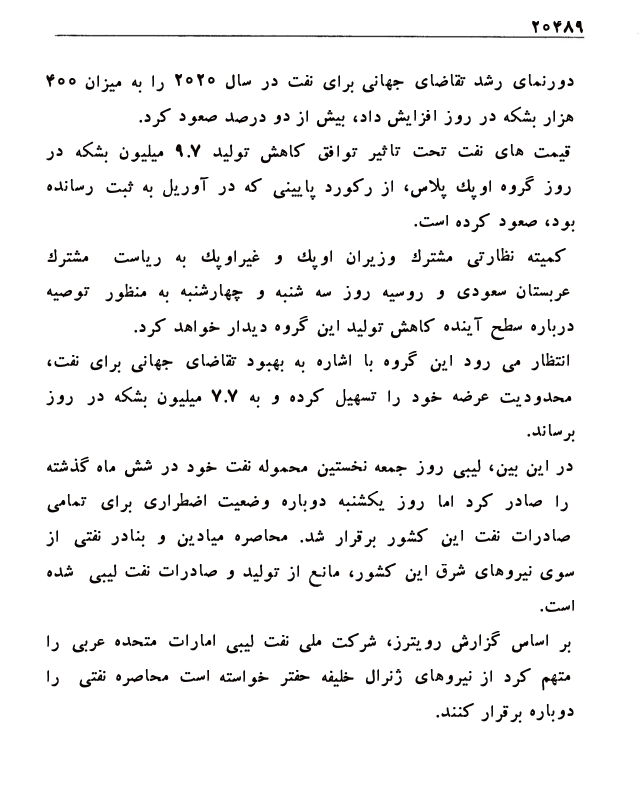 ۲۰۴۸۹
دورنمای رشد تقاضای جهانی برای نفت در سال ۲۰۲۰ را به میزان ۴۰۰
هزار بشکه در روز افزایش داد، بیش از دو درصد صعود کرد.
قیمت های نفت تحت تاثیر توافق کاهش تولید ۹.۷ میلیون بشکه در
روز گروه اوپك پلاس، از رکورد پایینی که در آوریل به ثبت رسانده
بود، صعود کرده است.
کمیته نظارتی مشترك وزیران اوپك و غیراوپك به ریاست مشترك
عربستان سعودی و روسیه روز سه شنبه و چهارشنبه به منظور توصیه
درباره سطح آینده کاهش تولید این گروه دیدار خواهد کرد.
انتظار می رود این گروه با اشاره به بهبود تقاضای جهانی برای نفت،
محدودیت عرضه خود را تسهیل کرده و به ۷.۷ میلیون بشکه در روز
برساند.
در این بین، لیبی روز جمعه نخستین محموله نفت خود در شش ماه گذشته
را صادر کرد اما روز یکشنبه دوباره وضعیت اضطراری برای تمامی
صادرات نفت این کشور برقرار شد. محاصره میادین و بنادر نفتی از
سوی نیروهای شرق این کشور، مانع از تولید و صادرات نفت لیبی شده
است.
بر اساس گزارش رویترز، شرکت ملی نفت لیبی امارات متحده عربی را
متهم کرد از نیروهای ژنرال خلیفه حفتر خواسته است محاصره نفتی را
دوباره برقرار کنند.